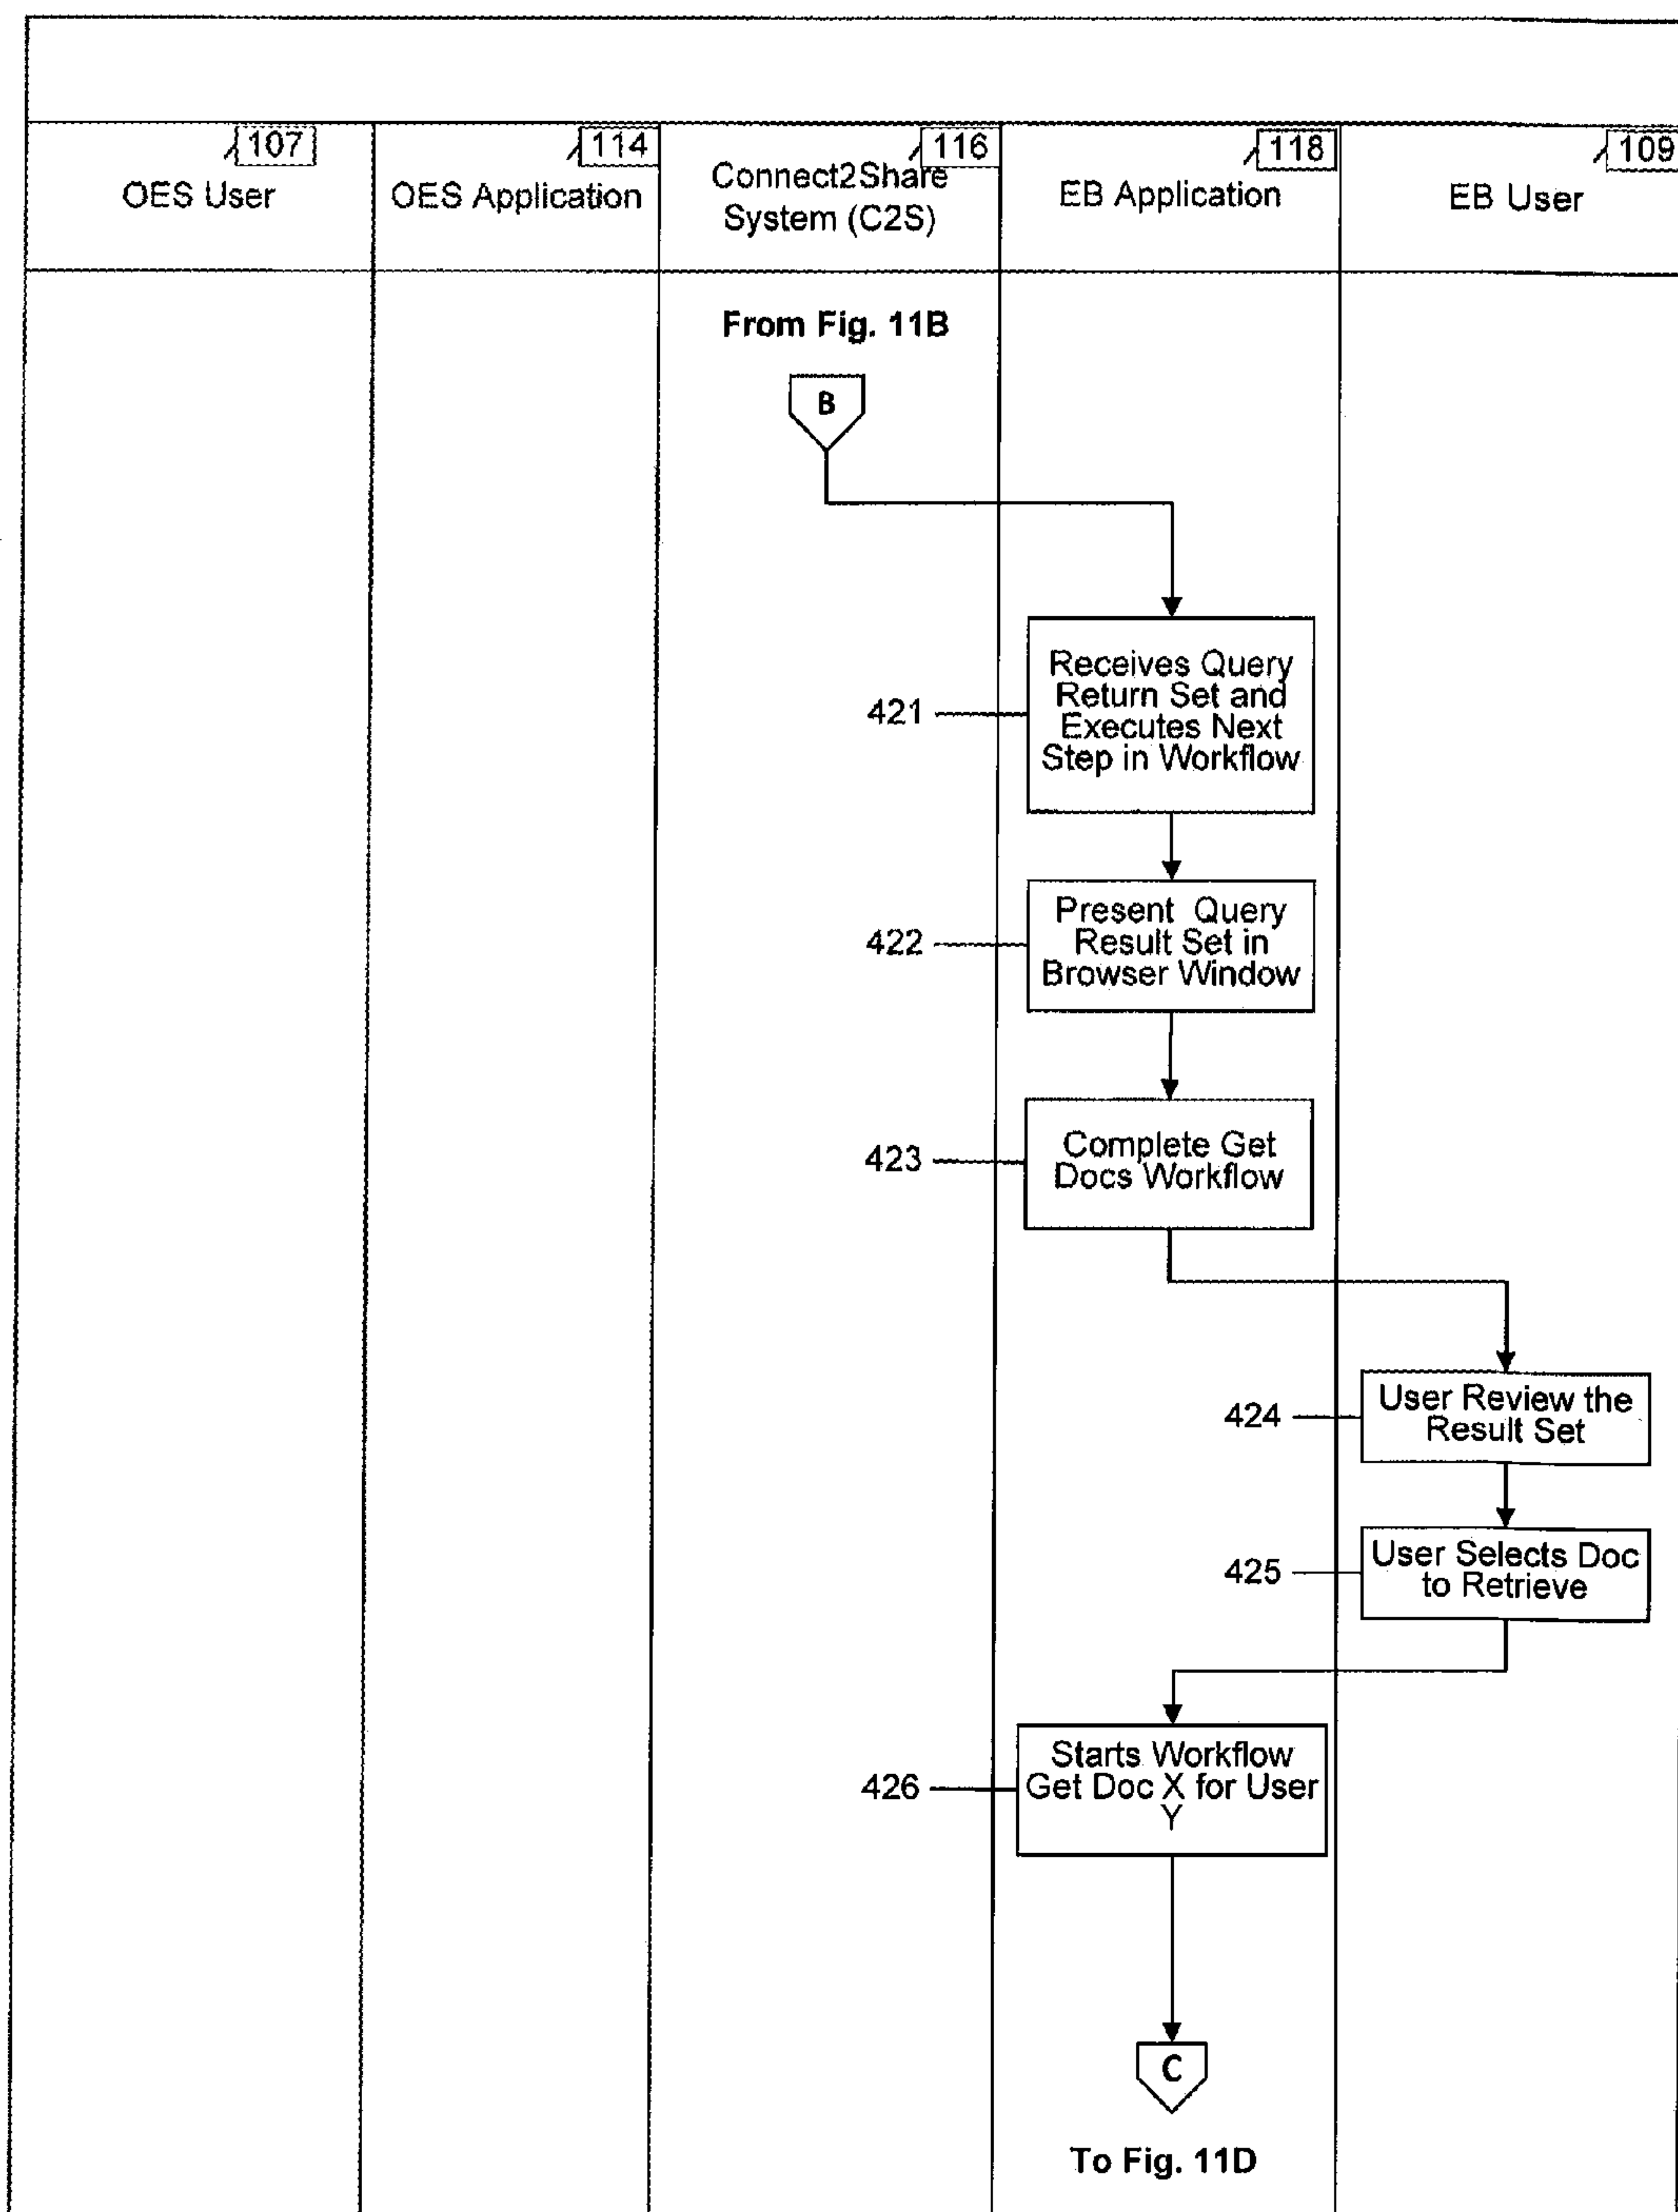 107
114
116
118
109
OES User
OES Application
Connect2Share
System (C2S)
EB Application
EB User
From Fig. 11B
B
421
Receives Query
Return Set and
Executes Next
Step in Workflow
422
Present Query
Result Set in
Browser Window
423
Complete Get
Docs Workflow
424
User Review the
Result Set
425
User Selects Doc
to Retrieve
426
Starts Workflow
Get Doc X for User
Y
C
To Fig. 11D